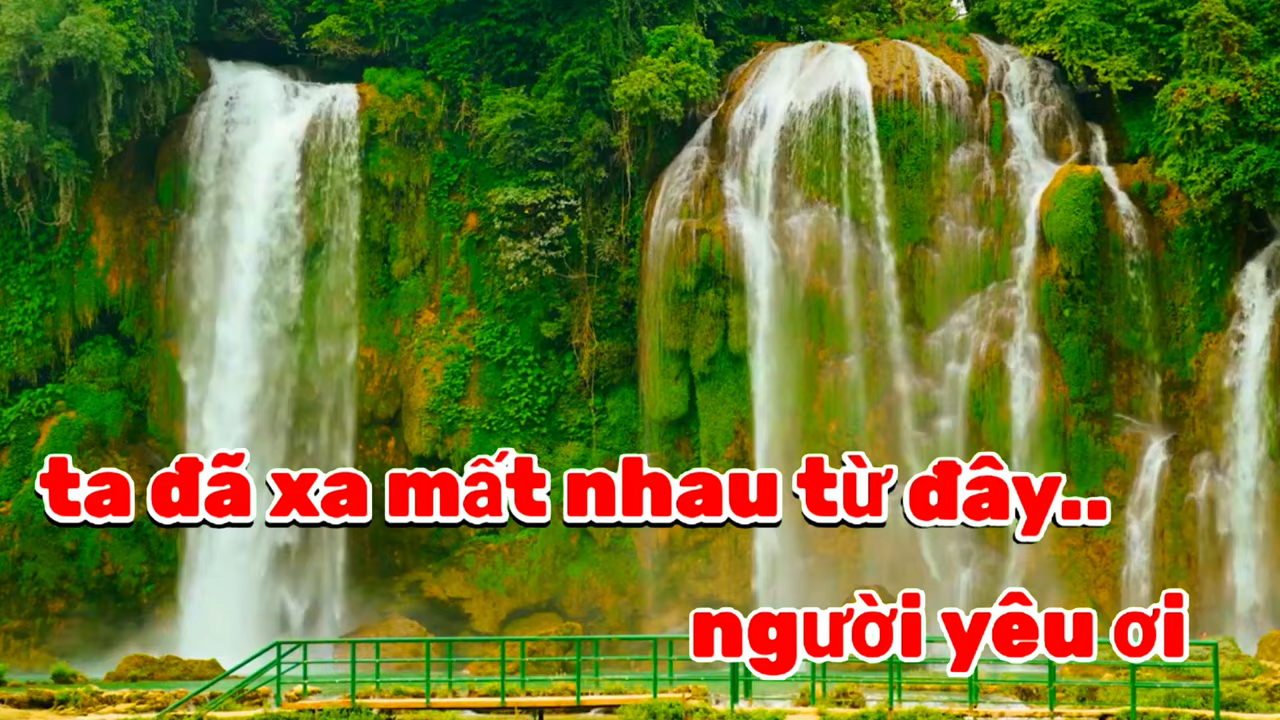 ta đã xa mất nhau từ đây..
người yêu ơi